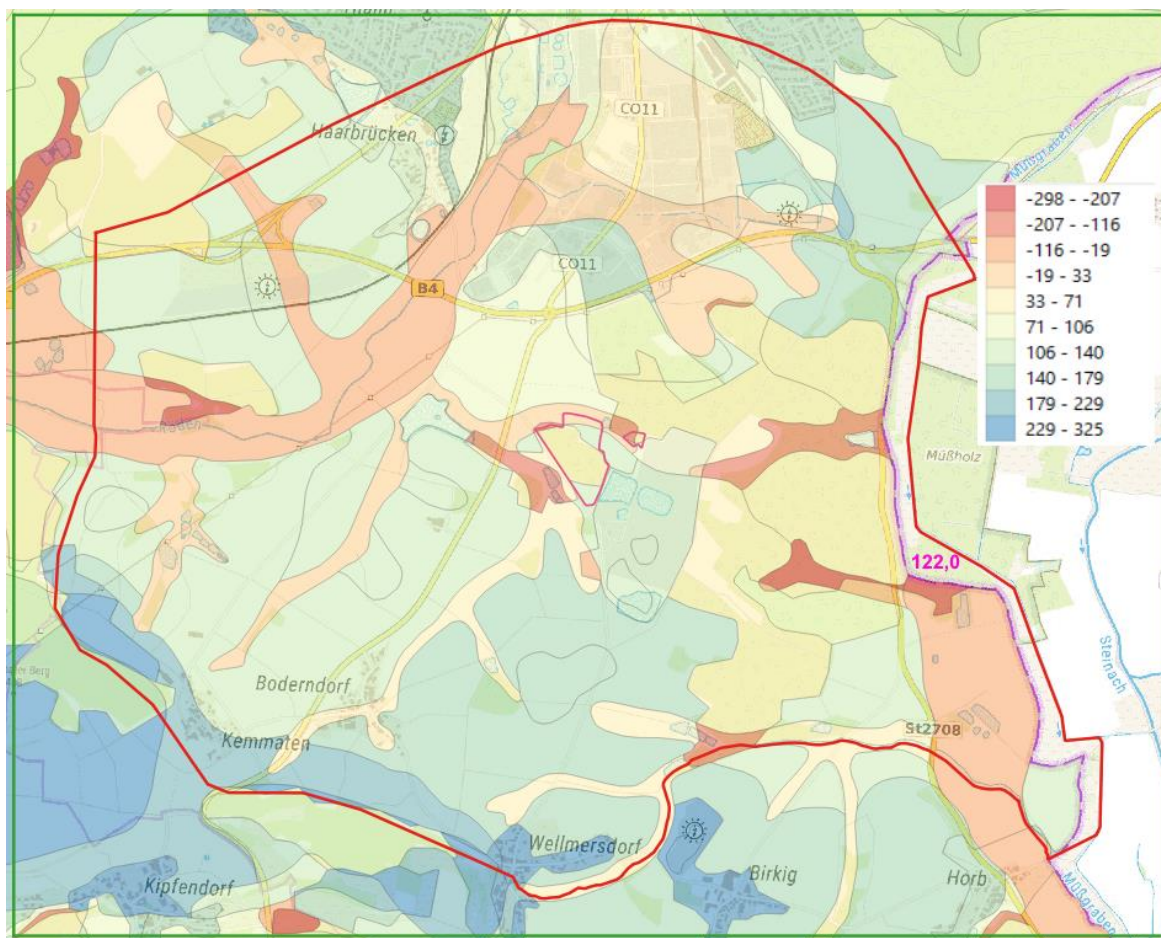 Haarbrücken
CO11
CO11
B4
Müßgraben
-298 - -207
-207 - -116
-116 - -19
-19 - 33
33 - 71
71 - 106
106 - 140
140 - 179
179 - 229
229 - 325
Müßholz
122,0
Steinach
Boderndorf
St2708
Kemmaten
Wellmersdorf
Kipfendorf
Birkig
Horb
Müßgraben